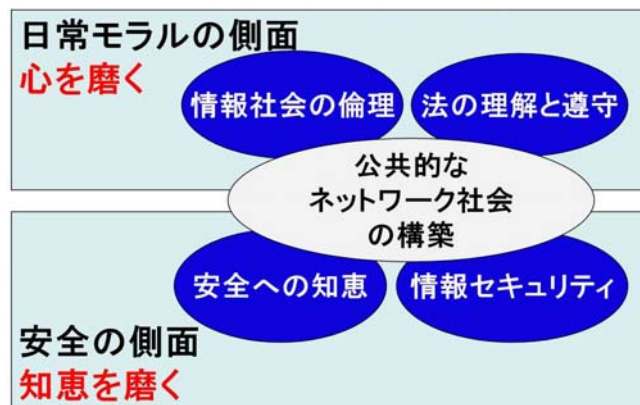 日常モラルの側面
心を磨く
情報社会の倫理
法の理解と遵守
公共的な
ネットワーク社会
の構築
安全への知恵
情報セキュリティ
安全の側面
知恵を磨く